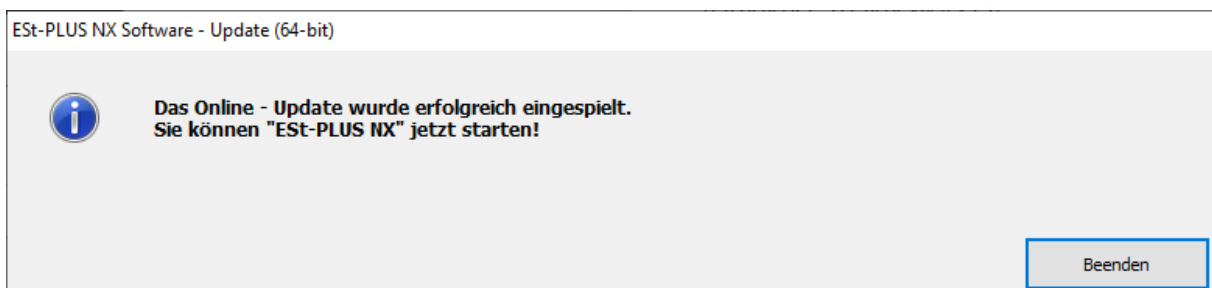 ESt-PLUS NX Software - Update (64-bit)
Das Online - Update wurde erfolgreich eingespielt.
Sie können "ESt-PLUS NX" jetzt starten!
Beenden